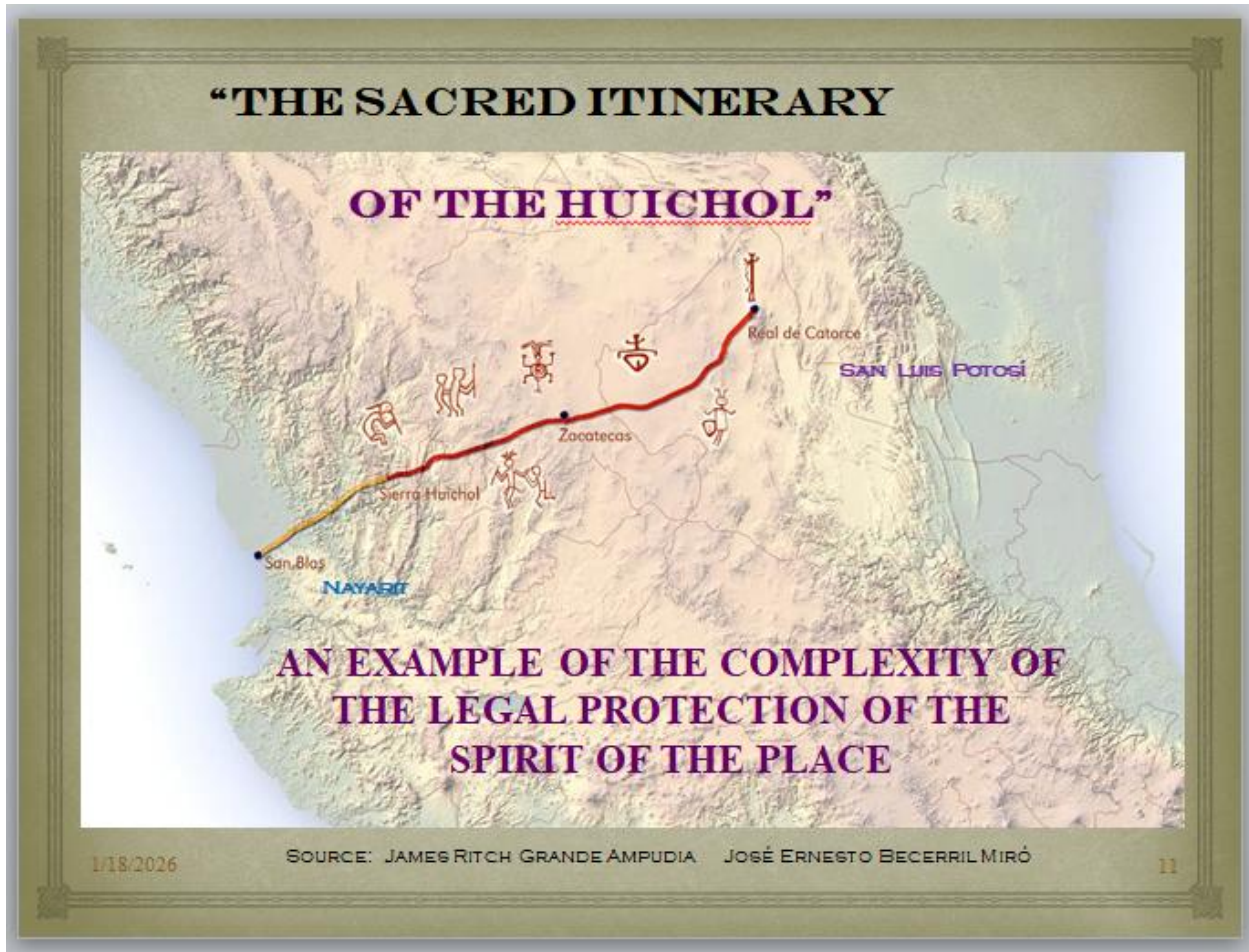 “THE SACRED ITINERARY
OF THE HUICHOL”
Real de Catorce
SAN LUIS POTOSÍ
Zacatecas
Sierra Huichol
San Blas
NAYARIT
AN EXAMPLE OF THE COMPLEXITY OF
THE LEGAL PROTECTION OF THE
SPIRIT OF THE PLACE
1/18/2026
SOURCE: JAMES RITCH GRANDE AMPUDIA JOSÉ ERNESTO BECERRIL MIRÓ
11